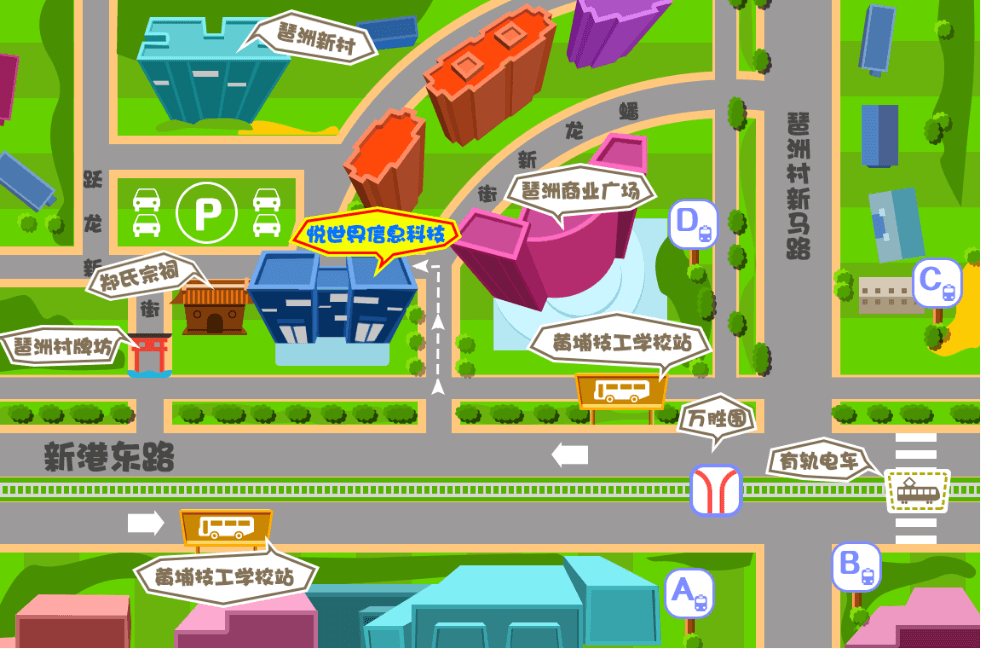 琶洲新村
蟠龙新街
琶洲村新马路
跃龙新街
P
琶洲商业广场
D
悦世界信息科技
郑氏宗祠
C
琶洲村牌坊
黄埔技工学校站
万胜围
新港东路
有轨电车
黄埔技工学校站
A
B